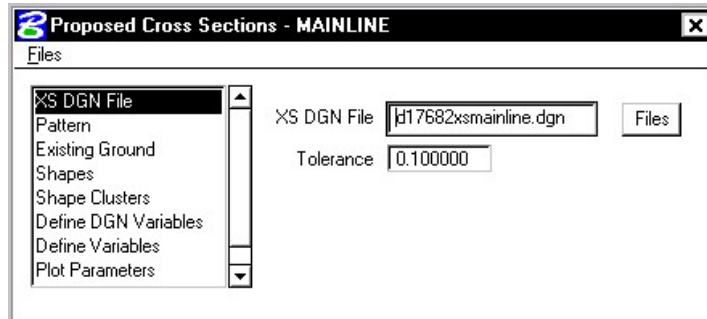 Proposed Cross Sections - MAINLINE
Files
XS DGN File
Pattern
Existing Ground
Shapes
Shape Clusters
Define DGN Variables
Define Variables
Plot Parameters
XS DGN File d17682xsmainline.dgn Files
Tolerance 0.100000